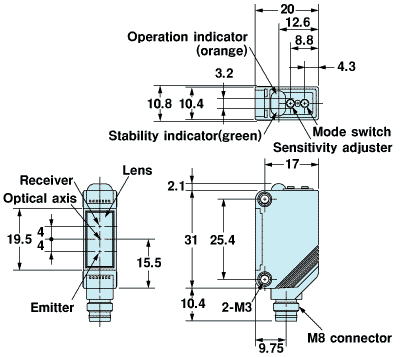 20
Operation indicator
(orange)
12.6
8.8
3.2
4.3
10.8
10.4
Stability indicator(green)
Mode switch
Sensitivity adjuster
Receiver
Lens
Optical axis
2.1
17
19.5
4
4
15.5
31
25.4
Emitter
10.4
2-M3
M8 connector
9.75